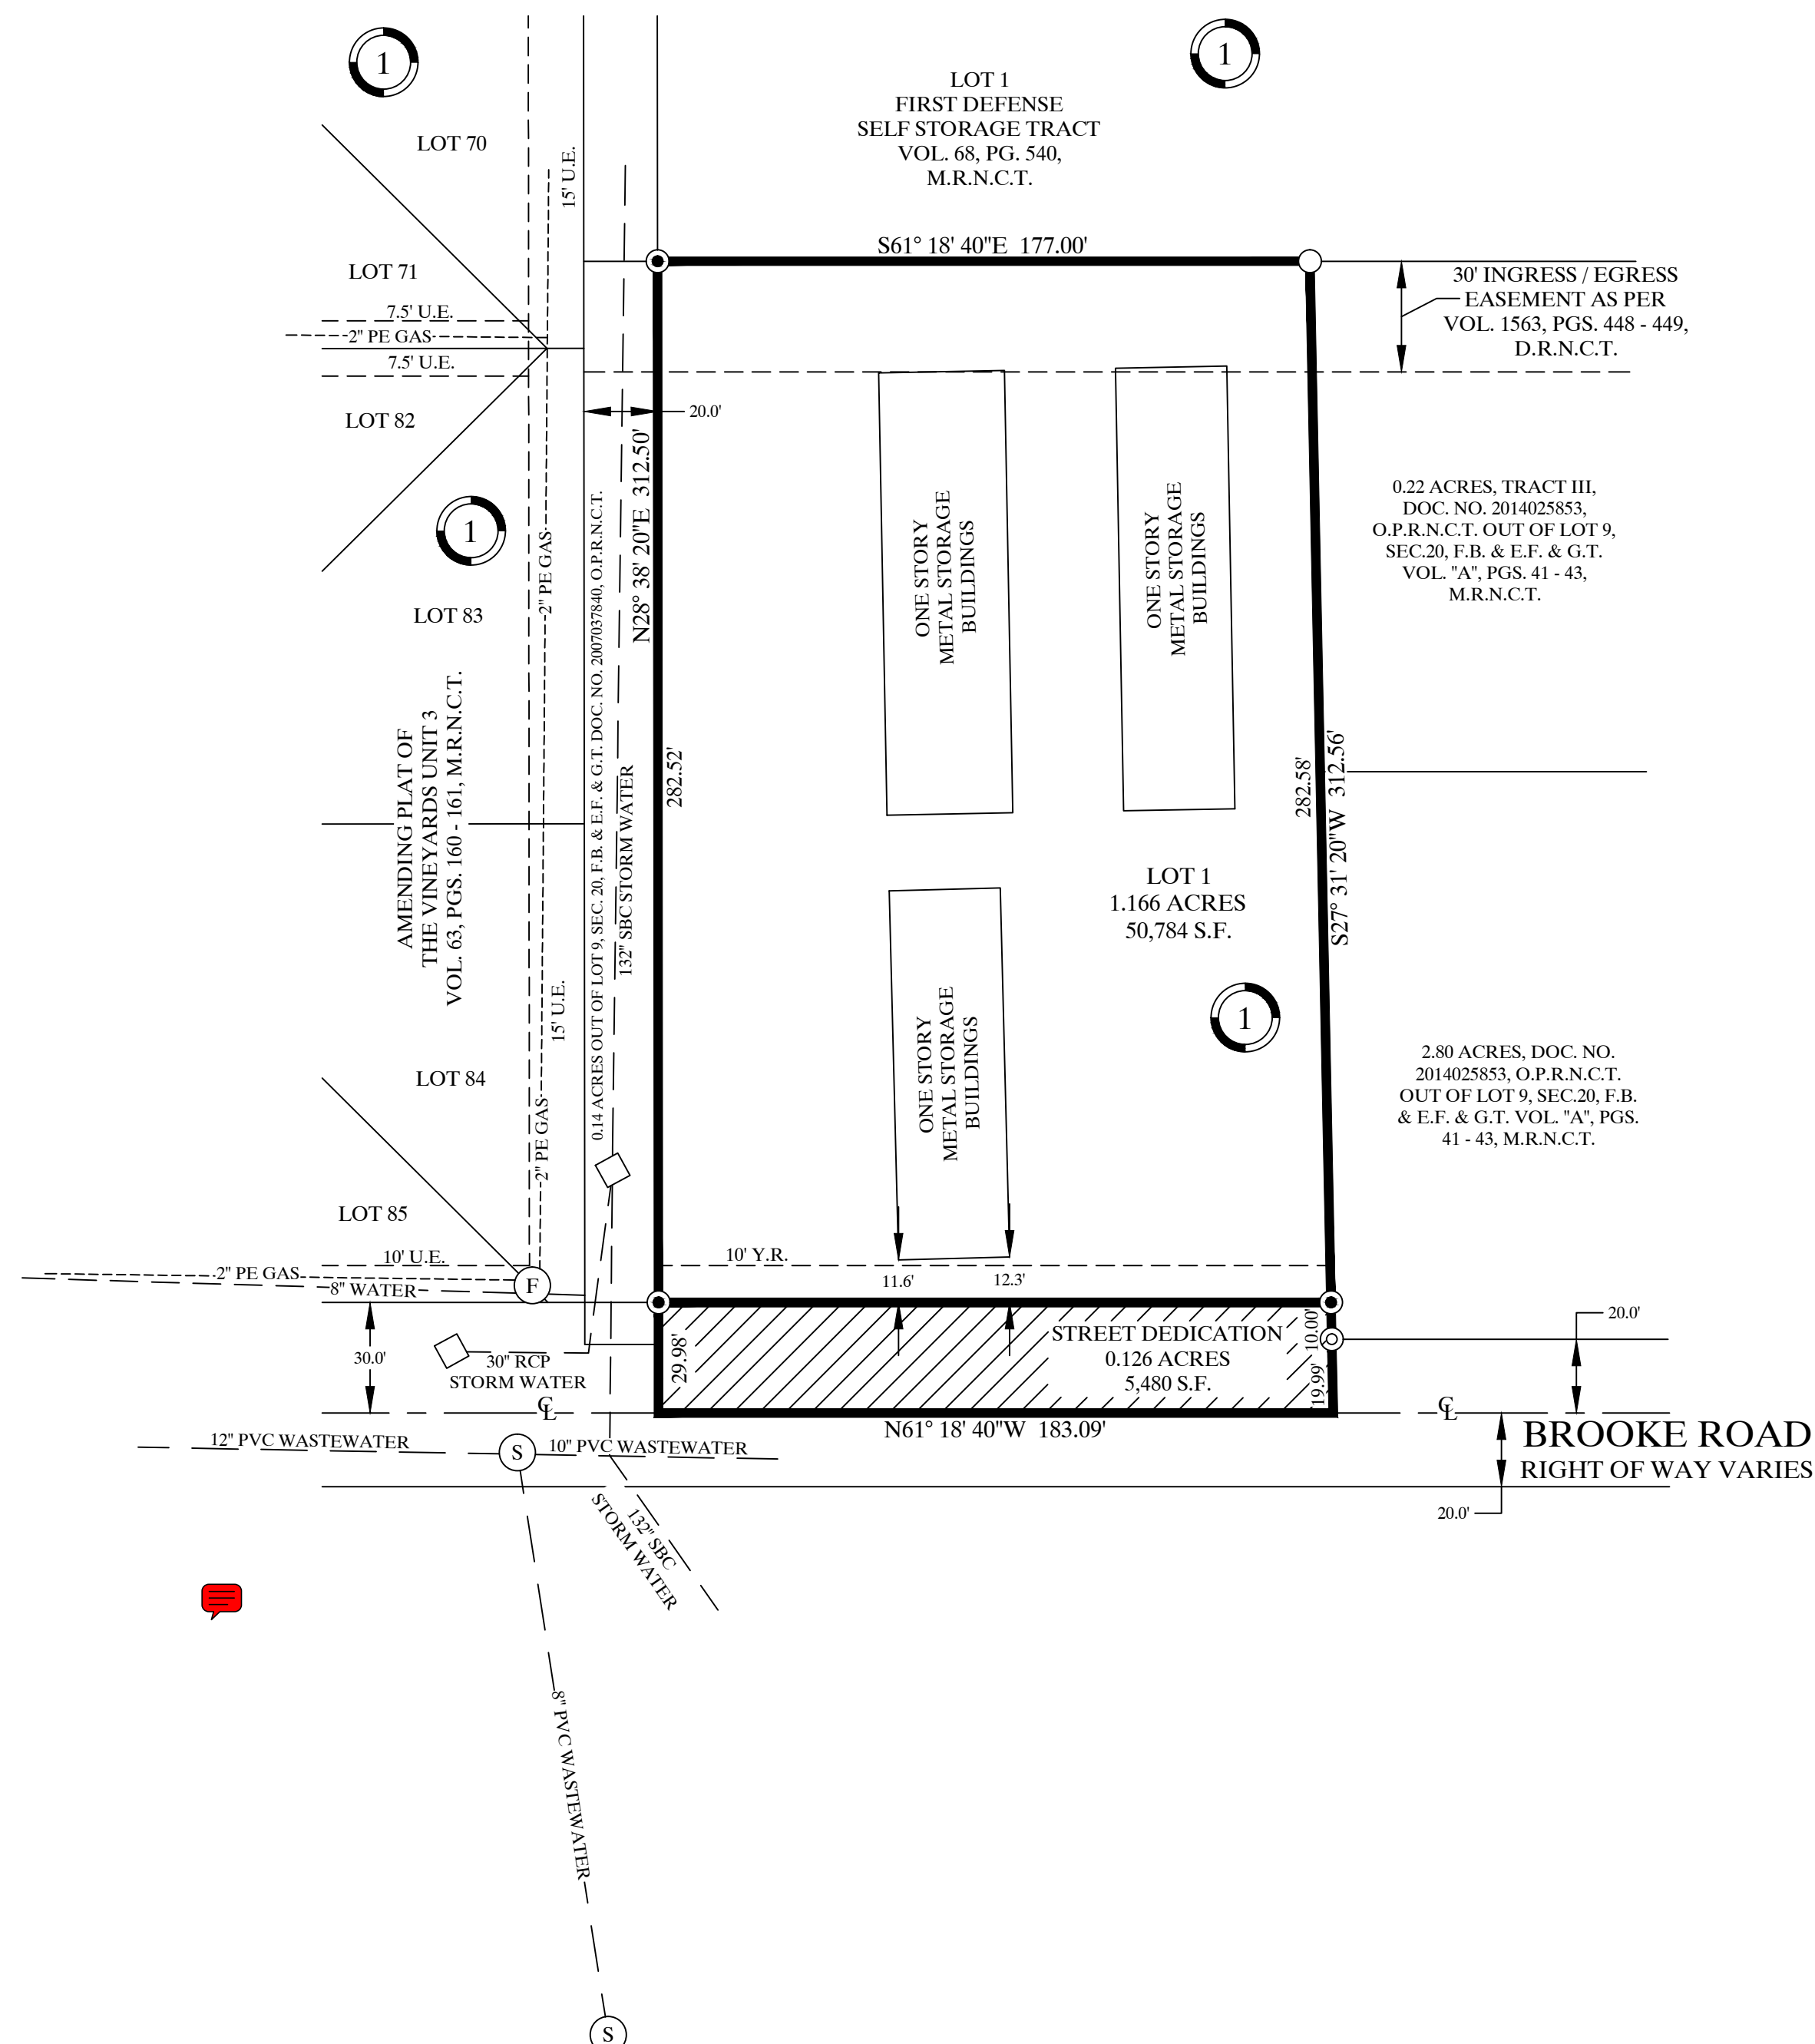 1
1
LOT 1
FIRST DEFENSE
SELF STORAGE TRACT
VOL. 68, PG. 540,
M.R.N.C.T.
LOT 70
15' U.E.
S61° 18' 40"E 177.00'
LOT 71
30' INGRESS / EGRESS
EASEMENT AS PER
VOL. 1563, PGS. 448 - 449,
D.R.N.C.T.
7.5' U.E.
2" PE GAS
7.5' U.E.
LOT 82
20.0'
N28° 38' 20"E 312.50'
ONE STORY
METAL STORAGE
BUILDINGS
ONE STORY
METAL STORAGE
BUILDINGS
0.22 ACRES, TRACT III,
DOC. NO. 2014025853,
O.P.R.N.C.T. OUT OF LOT 9,
SEC.20, F.B. & E.F. & G.T.
VOL. "A", PGS. 41 - 43,
M.R.N.C.T.
1
2" PE GAS
LOT 83
0.14 ACRES OUT OF LOT 9, SEC. 20, F.B. & E.F. & G.T. DOC. NO. 2007037840, O.P.R.N.C.T.
AMENDING PLAT OF
THE VINEYARDS UNIT 3
VOL. 63, PGS. 160 - 161, M.R.N.C.T.
132" SBC STORM WATER
282.52'
282.58'
S27° 31' 20"W 312.56'
LOT 1
1.166 ACRES
50,784 S.F.
15' U.E.
1
ONE STORY
METAL STORAGE
BUILDINGS
LOT 84
2" PE GAS
2.80 ACRES, DOC. NO.
2014025853, O.P.R.N.C.T.
OUT OF LOT 9, SEC.20, F.B.
& E.F. & G.T. VOL. "A", PGS.
41 - 43, M.R.N.C.T.
LOT 85
10' U.E.
10' Y.R.
2" PE GAS
F
8" WATER
11.6'
12.3'
20.0'
30.0'
30" RCP
STORM WATER
29.98'
STREET DEDICATION
0.126 ACRES
5,480 S.F.
10.00'
19.99'
CL
CL
N61° 18' 40"W 183.09'
BROOKE ROAD
RIGHT OF WAY VARIES
12" PVC WASTEWATER
S
10" PVC WASTEWATER
20.0'
132" SBC
STORM WATER
8" PVC WASTEWATER
S